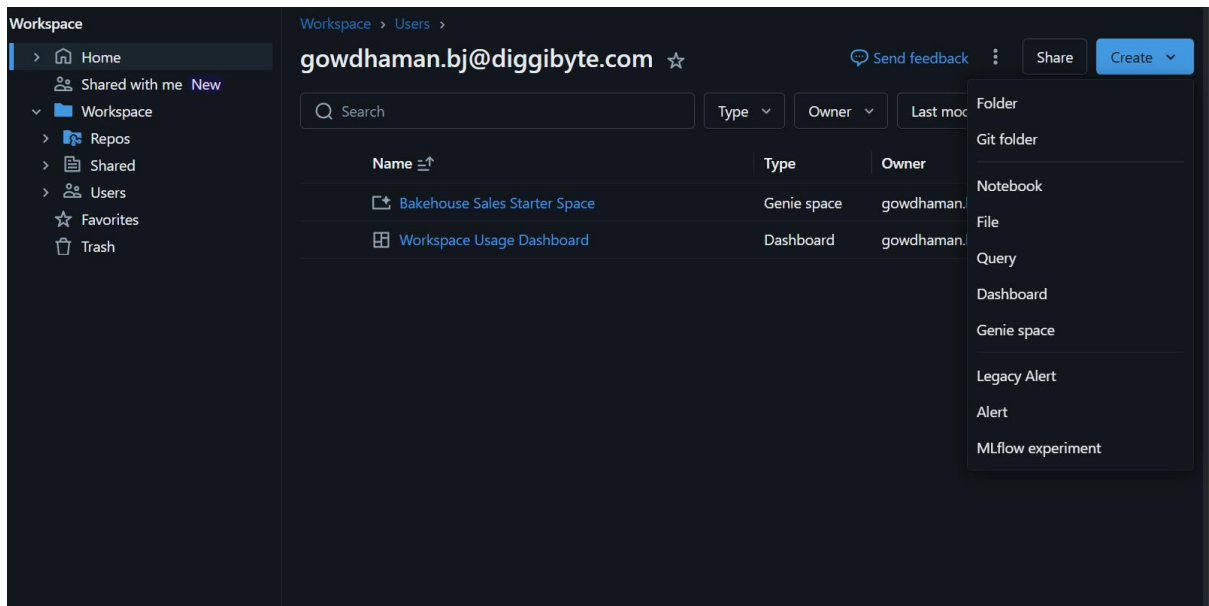 Workspace
Home
Shared with me New
Workspace
Repos
Shared
Users
Favorites
Trash
Workspace › Users ›
gowdhaman.bj@diggibyte.com
Send feedback
Share
Create
Search
Type
Owner
Last mod
Name Type Owner
Bakehouse Sales Starter Space Genie space gowdhaman.
Workspace Usage Dashboard Dashboard gowdhaman.
Folder
Git folder
Notebook
File
Query
Dashboard
Genie space
Legacy Alert
Alert
MLflow experiment